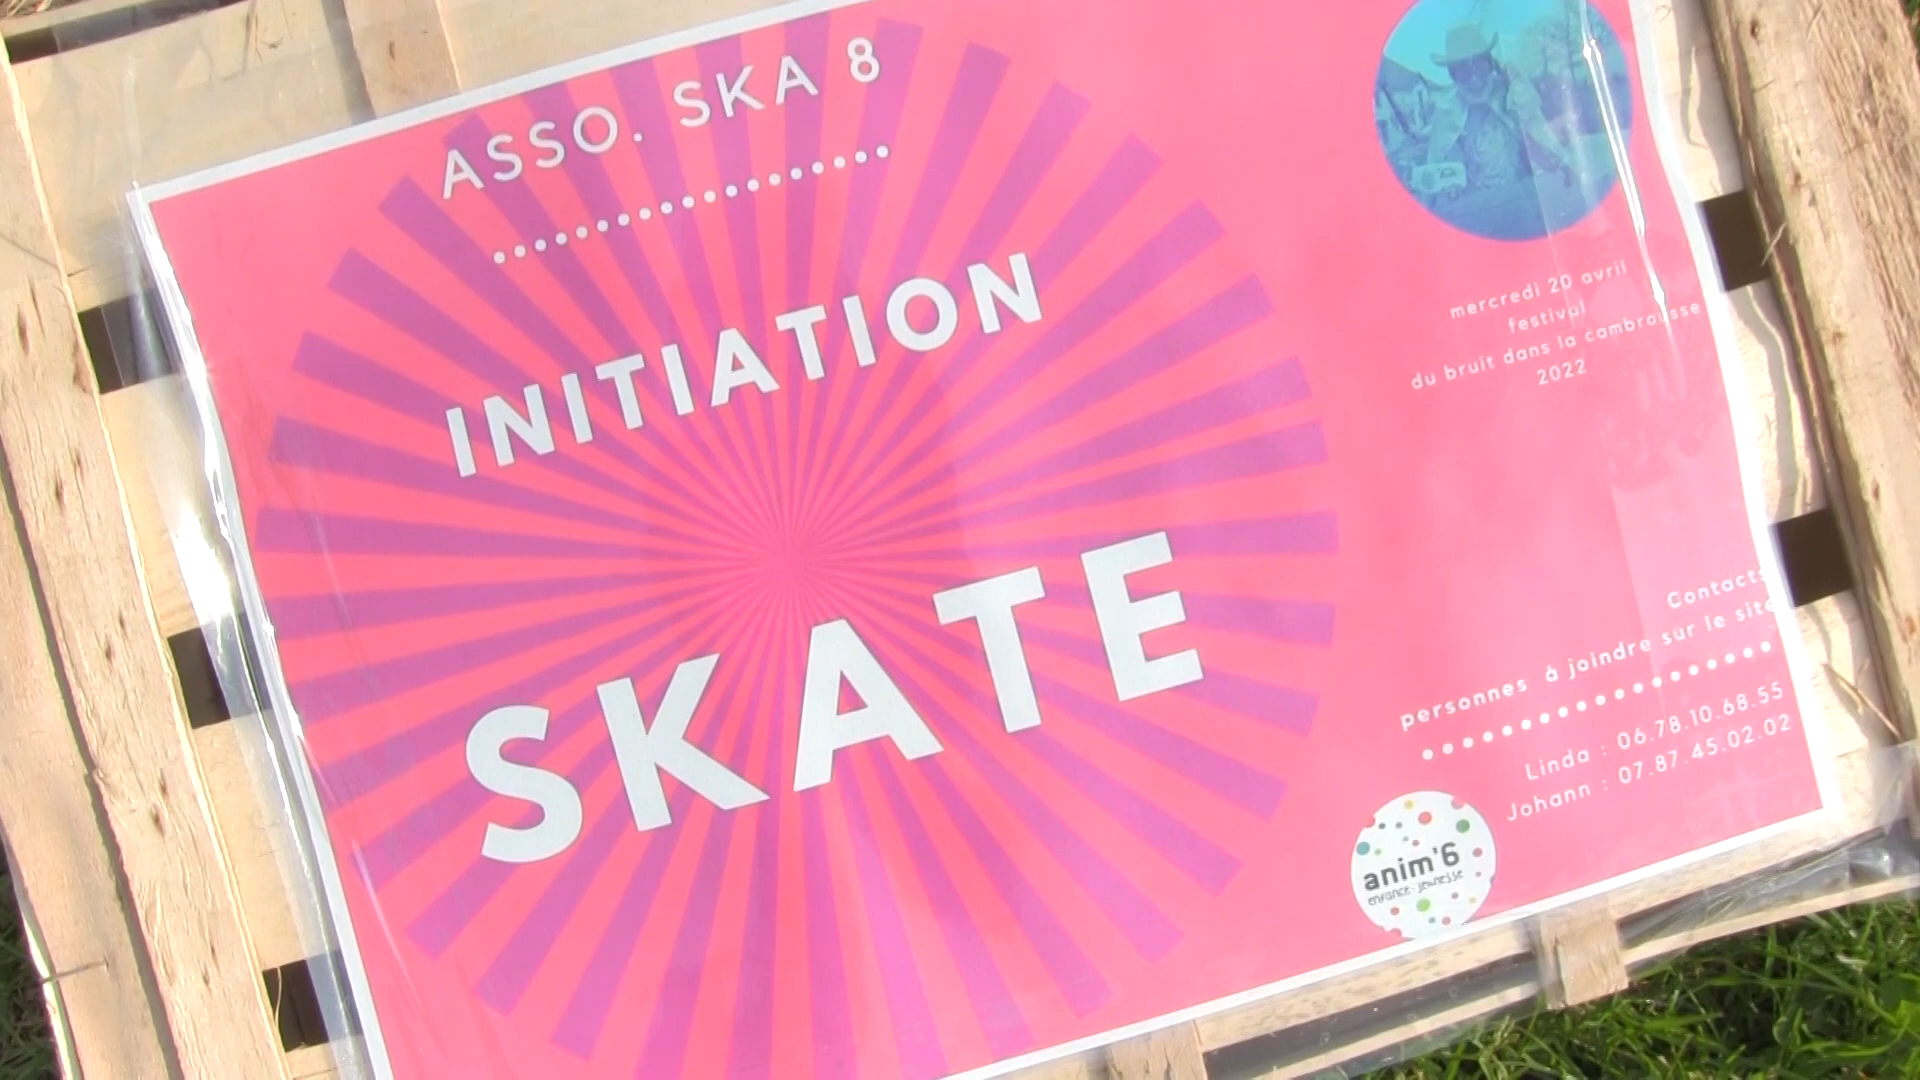 ASSO. SKA 8
INITIATION
SKATE
mercredi 20 avril
festival
du bruit dans la cambrousse
2022
Contacts
personnes à joindre sur le site
Linda : 06.78.10.68.55
Johann : 07.87.45.02.02
anim'6
enfance-jeunesse